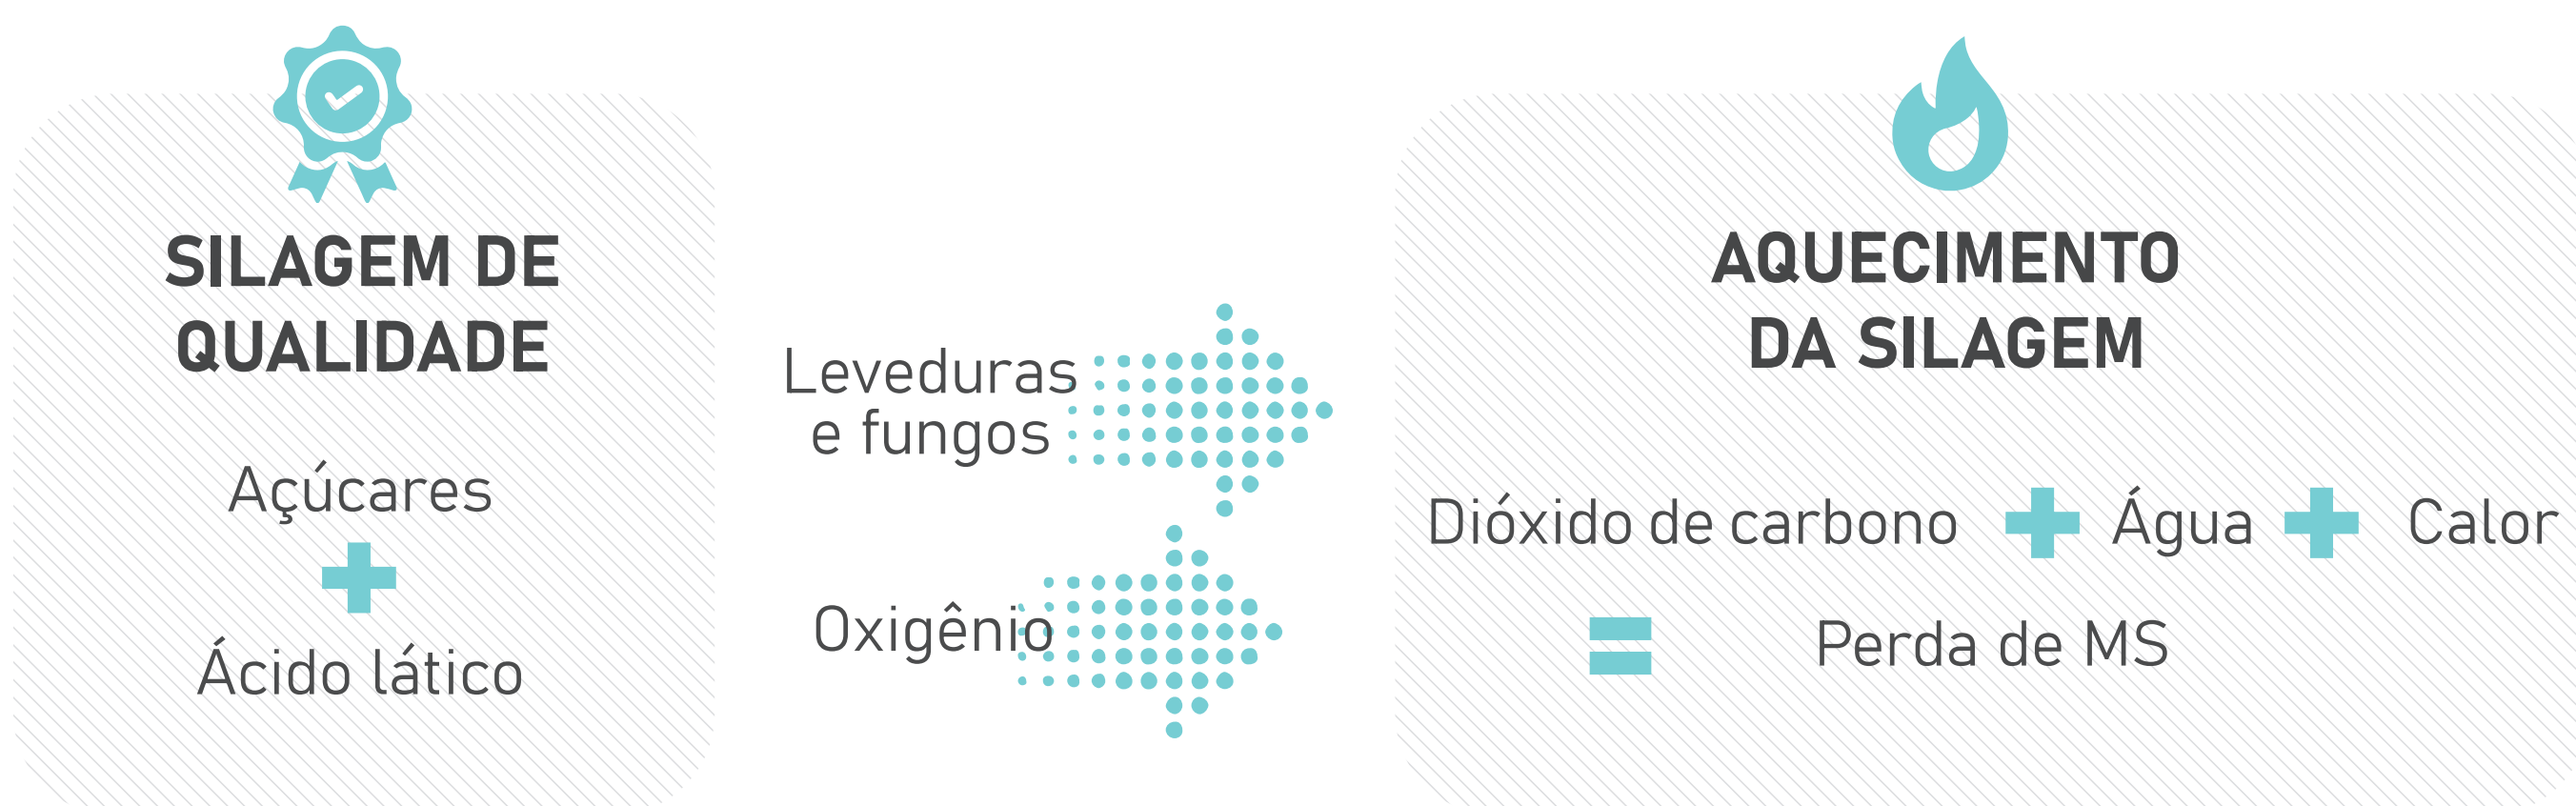 SILAGEM DE
QUALIDADE
Açúcares
+
Ácido lático
Leveduras
e fungos
Oxigênio
AQUECIMENTO
DA SILAGEM
Dióxido de carbono + Água + Calor
= Perda de MS